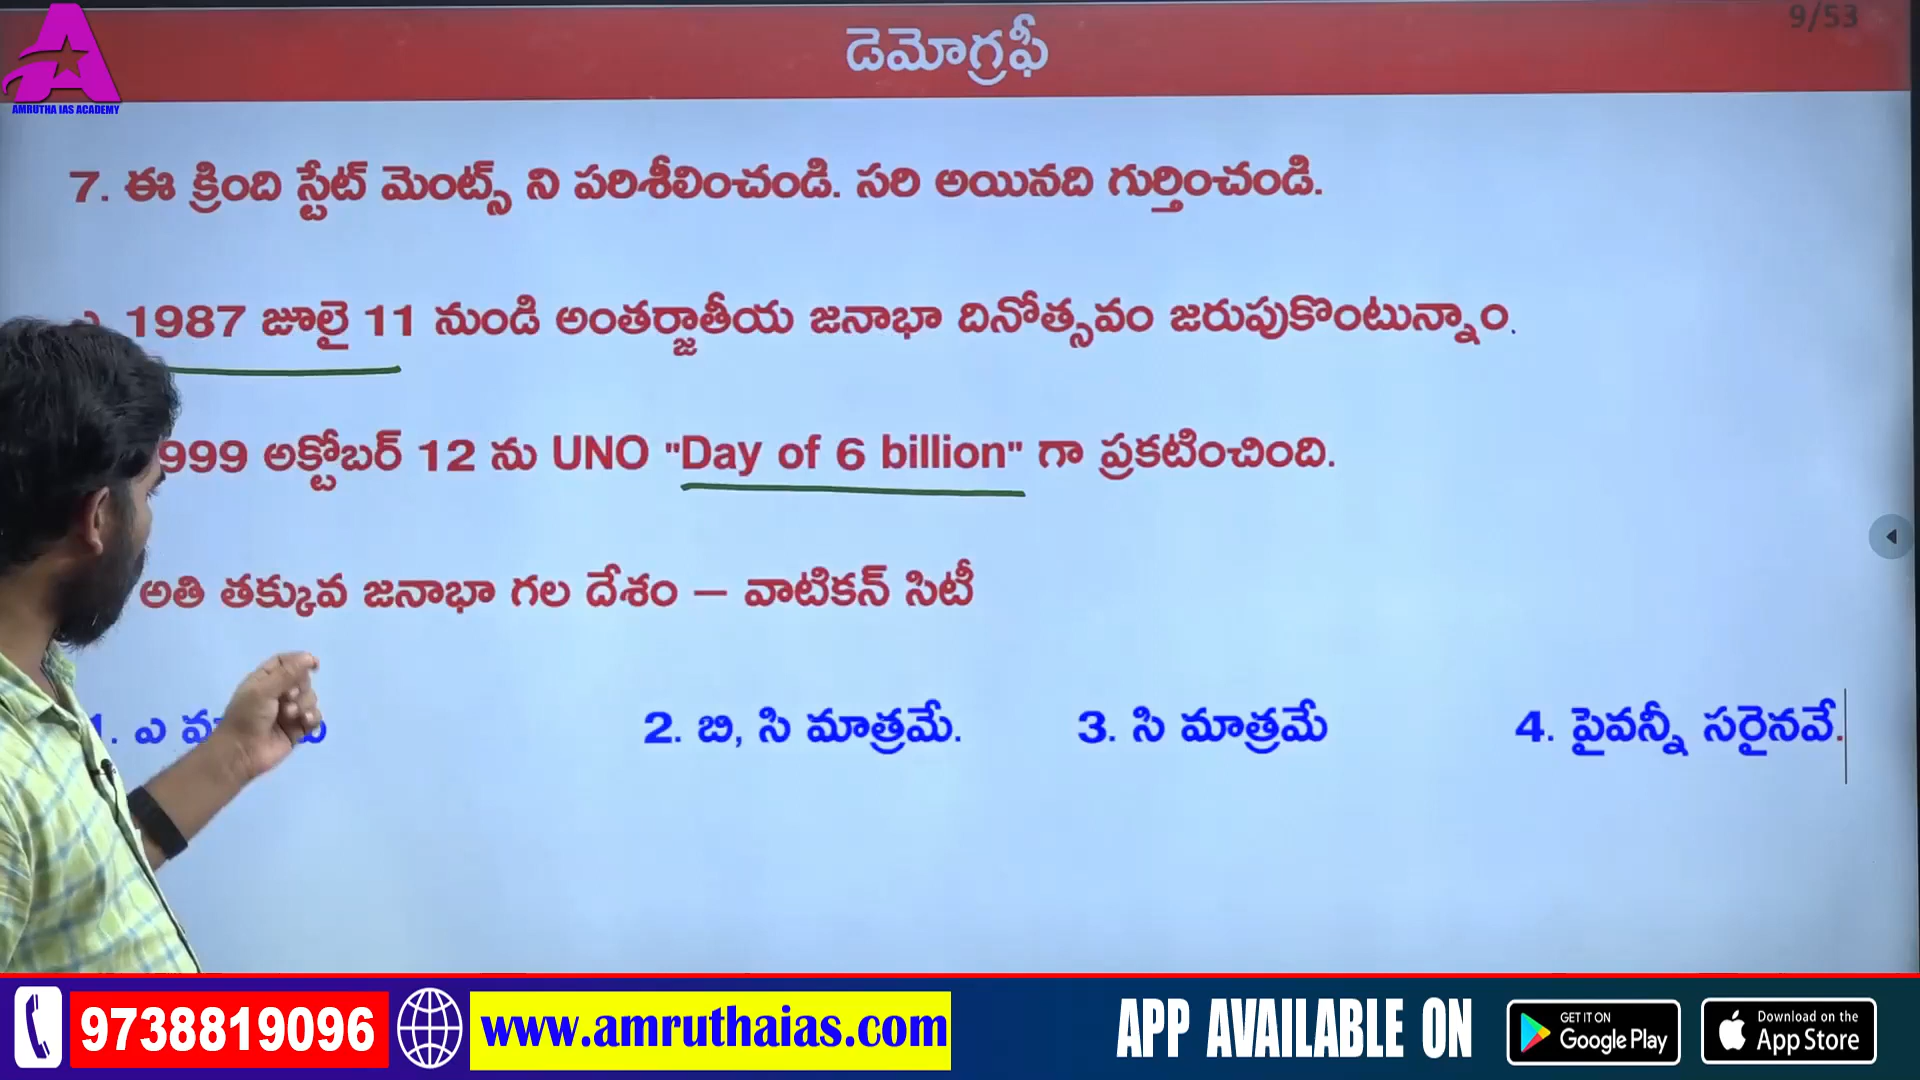 9/53
డెమోగ్రఫీ
AMRUTHA IAS ACADEMY
7. ఈ క్రింది స్టేట్ మెంట్స్ ని పరిశీలించండి. సరి అయినది గుర్తించండి.
1987 జూలై 11 నుండి అంతర్జాతీయ జనాభా దినోత్సవం జరుపుకొంటున్నాం.
999 అక్టోబర్ 12 ను UNO "Day of 6 billion" గా ప్రకటించింది.
అతి తక్కువ జనాభా గల దేశం – వాటికన్ సిటీ
1. ఎ 2. బి, సి మాత్రమే. 3. సి మాత్రమే 4. పైవన్నీ సరైనవే.
9738819096 www.amruthaias.com APP AVAILABLE ON GET IT ON Google Play Download on the App Store